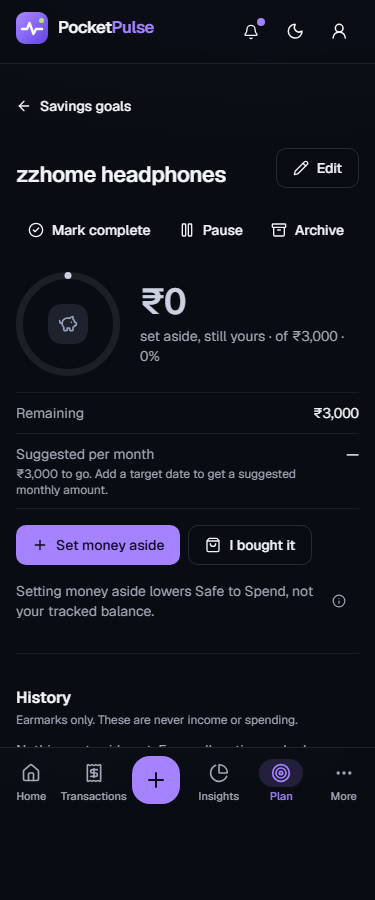 PocketPulse
Savings goals
zzhome headphones
Edit
Mark complete
Pause
Archive
₹0
set aside, still yours · of ₹3,000 ·
0%
Remaining
₹3,000
Suggested per month
—
₹3,000 to go. Add a target date to get a suggested
monthly amount.
Set money aside
I bought it
Setting money aside lowers Safe to Spend, not
your tracked balance.
History
Earmarks only. These are never income or spending.
Home
Transactions
Insights
Plan
More